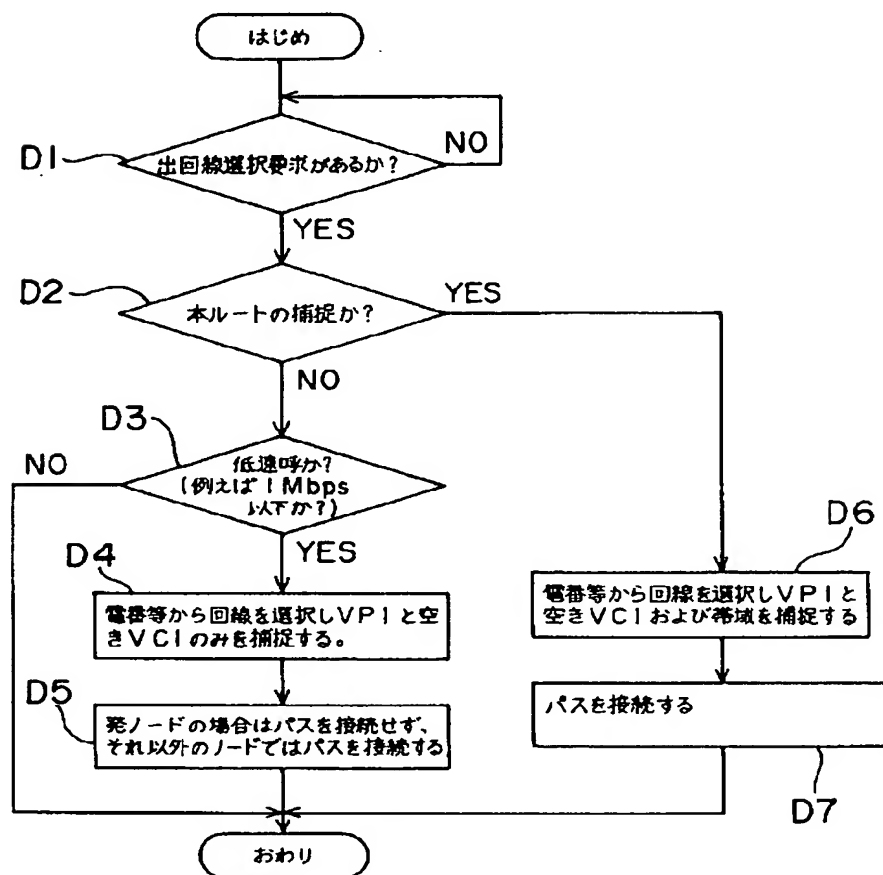 はじめ
NO
D1
出回線選択要求があるか?
YES
D2
本ルートの捕捉か?
YES
NO
D3
NO
低速呼か?
(例えば1Mbps
以下か?)
YES
D4
電番等から回線を選択しVPIと空
きVCIのみを捕捉する。
D6
電番等から回線を選択しVPIと
空きVCIおよび帯域を捕捉する
D5
発ノードの場合はパスを接続せず、
それ以外のノードではパスを接続する
パスを接続する
D7
おわり